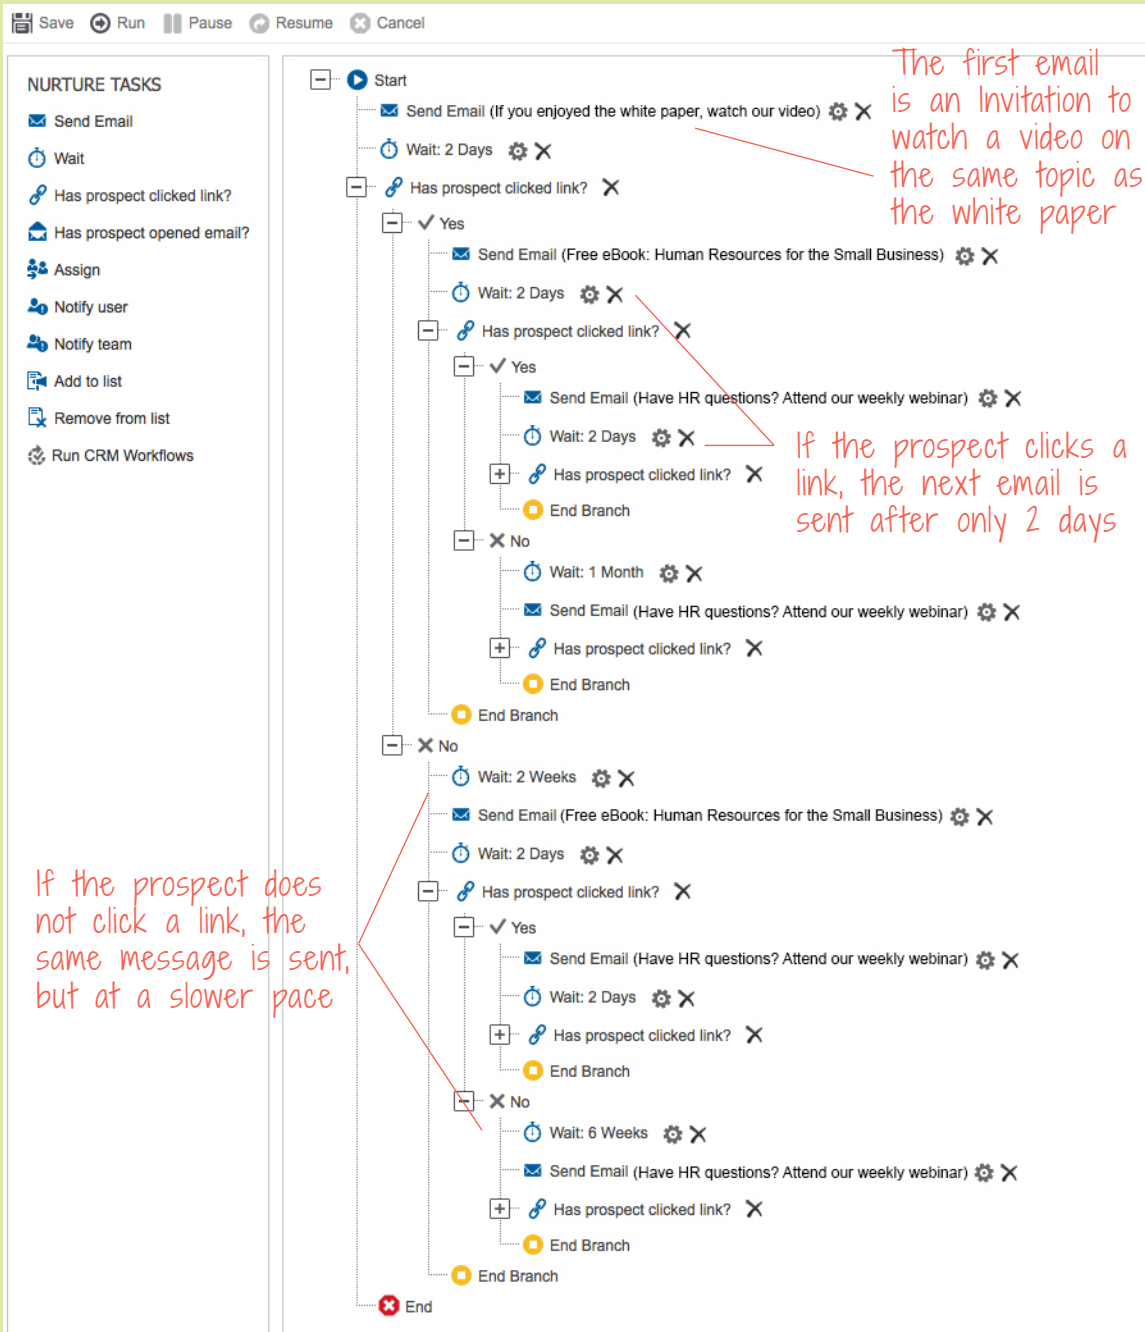 Save Run Pause Resume Cancel
NURTURE TASKS
Send Email
Wait
Has prospect clicked link?
Has prospect opened email?
Assign
Notify user
Notify team
Add to list
Remove from list
Run CRM Workflows
Start
Send Email (If you enjoyed the white paper, watch our video)
Wait: 2 Days
Has prospect clicked link?
Yes
Send Email (Free eBook: Human Resources for the Small Business)
Wait: 2 Days
Has prospect clicked link?
Yes
Send Email (Have HR questions? Attend our weekly webinar)
Wait: 2 Days
Has prospect clicked link?
End Branch
No
Wait: 1 Month
Send Email (Have HR questions? Attend our weekly webinar)
Has prospect clicked link?
End Branch
End Branch
No
Wait: 2 Weeks
Send Email (Free eBook: Human Resources for the Small Business)
Wait: 2 Days
Has prospect clicked link?
Yes
Send Email (Have HR questions? Attend our weekly webinar)
Wait: 2 Days
Has prospect clicked link?
End Branch
No
Wait: 6 Weeks
Send Email (Have HR questions? Attend our weekly webinar)
Has prospect clicked link?
End Branch
End Branch
End
The first email
is an Invitation to
watch a video on
the same topic as
the white paper
If the prospect clicks a
link, the next email is
sent after only 2 days
If the prospect does
not click a link, the
same message is sent,
but at a slower pace